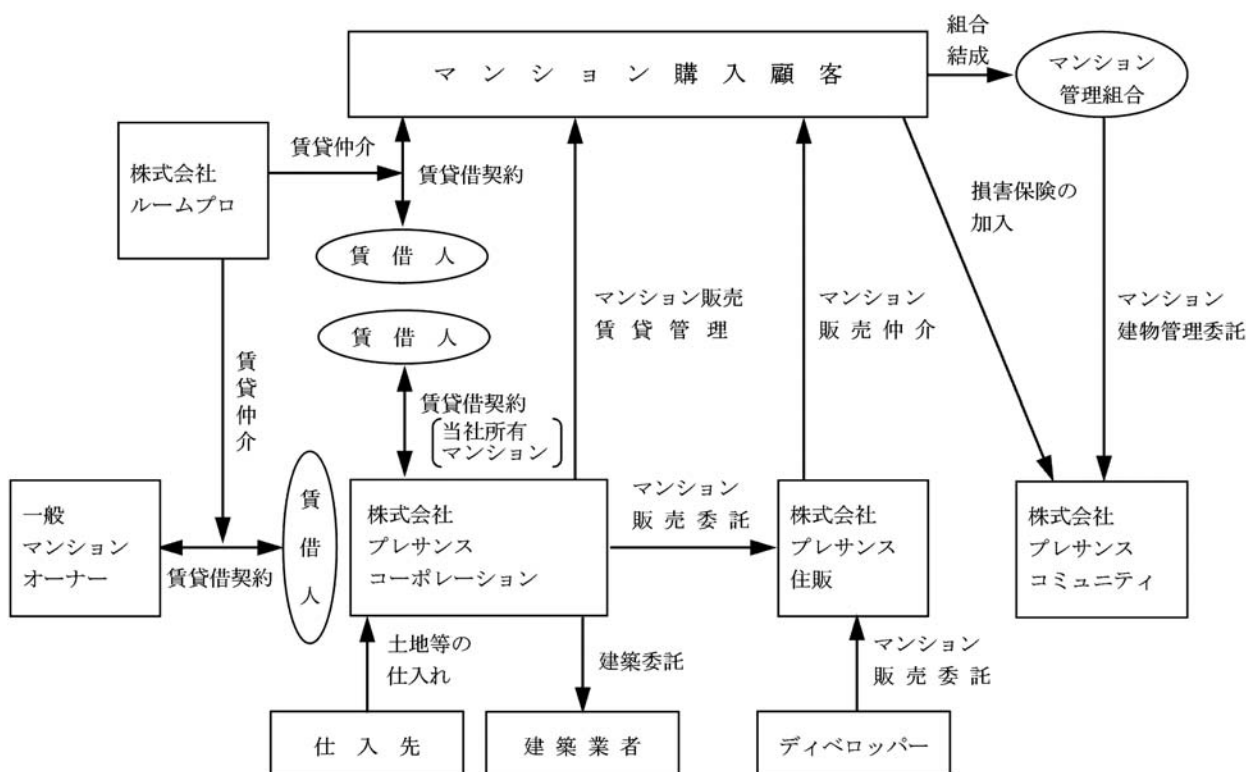 組合
結成
マンション購入顧客
マンション
管理組合
賃貸仲介
株式会社
ルームプロ
賃貸借契約
損害保険の
加入
賃借人
マンション販売
賃貸管理
マンション
販売仲介
マンション
建物管理委託
賃借人
賃貸仲介
賃貸借契約
当社所有
マンション
一般
マンション
オーナー
賃貸借契約
賃借人
株式会社
プレサンス
コーポレーション
マンション
販売委託
株式会社
プレサンス
住販
株式会社
プレサンス
コミュニティ
土地等の
仕入れ
建築委託
マンション
販売委託
仕入先
建築業者
ディベロッパー